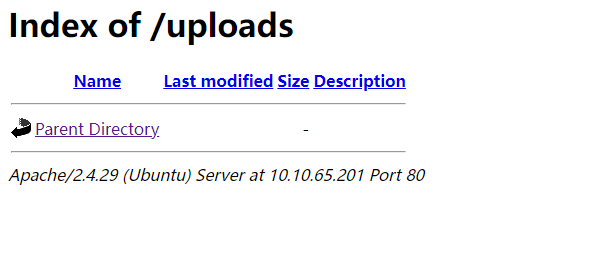 Index of /uploads
Name Last modified Size Description
Parent Directory -
Apache/2.4.29 (Ubuntu) Server at 10.10.65.201 Port 80